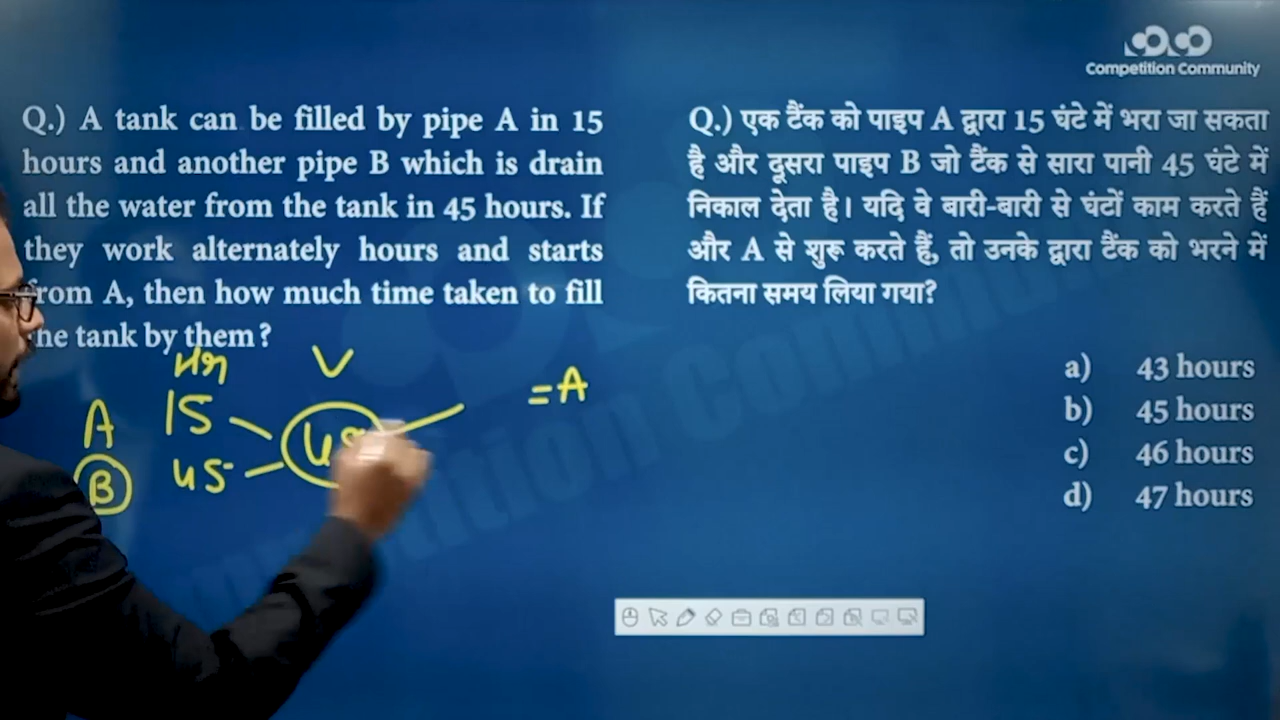 Competition Community
Q.) A tank can be filled by pipe A in 15
hours and another pipe B which is drain
all the water from the tank in 45 hours. If
they work alternately hours and starts
from A, then how much time taken to fill
the tank by them?
Q.) एक टैंक को पाइप A द्वारा 15 घंटे में भरा जा सकता
है और दूसरा पाइप B जो टैंक से सारा पानी 45 घंटे में
निकाल देता है। यदि वे बारी-बारी से घंटों काम करते हैं
और A से शुरू करते हैं, तो उनके द्वारा टैंक को भरने में
कितना समय लिया गया?
a) 43 hours
b) 45 hours
c) 46 hours
d) 47 hours
Hr V
A 15 = A
B 45